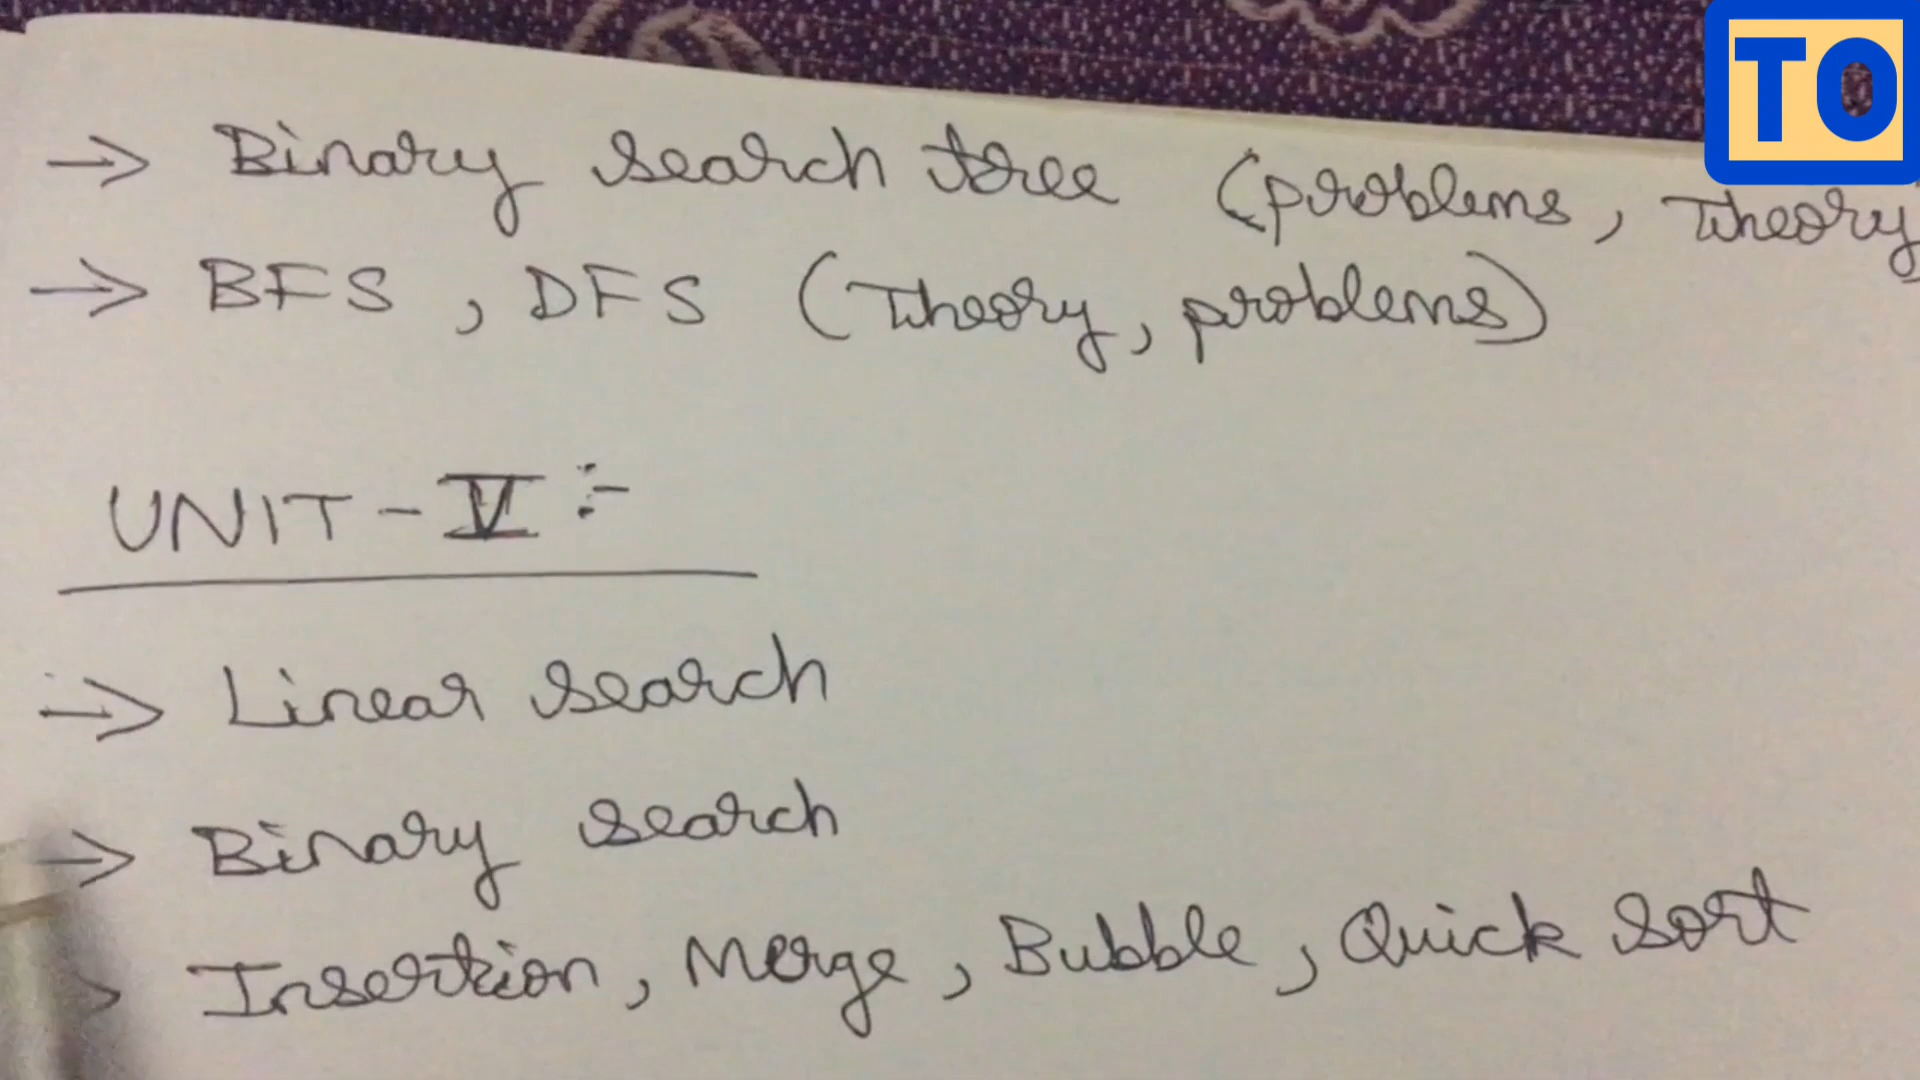 TO
→ Binary search tree (problems, Theory
→ BFS, DFS (Theory, problems)
UNIT - V :-
→ Linear search
→ Binary search
→ Insertion, Merge, Bubble, Quick sort